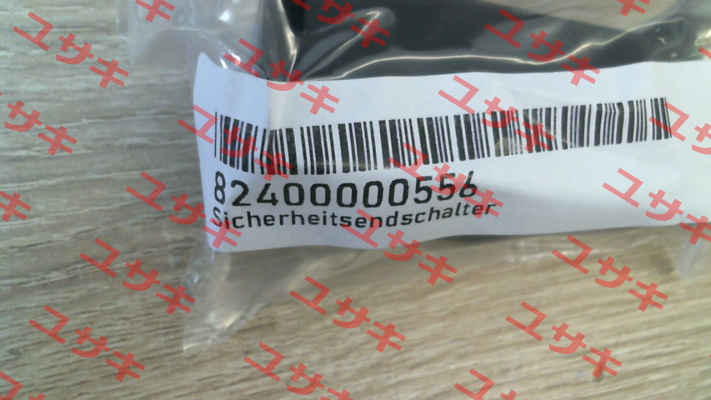 82400000556
Sicherheitsendschalter
ユサキ